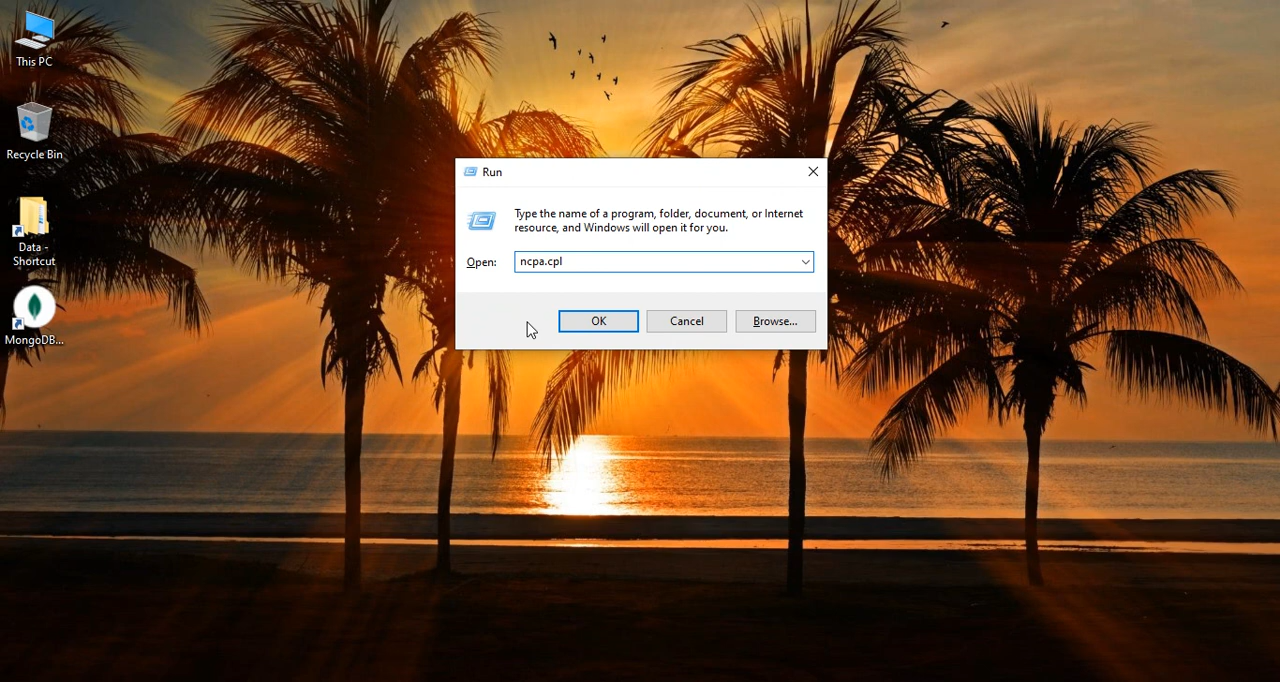 This PC
Recycle Bin
Data -
Shortcut
MongoDB...
Run
Type the name of a program, folder, document, or Internet
resource, and Windows will open it for you.
Open:
ncpa.cpl
OK
Cancel
Browse...